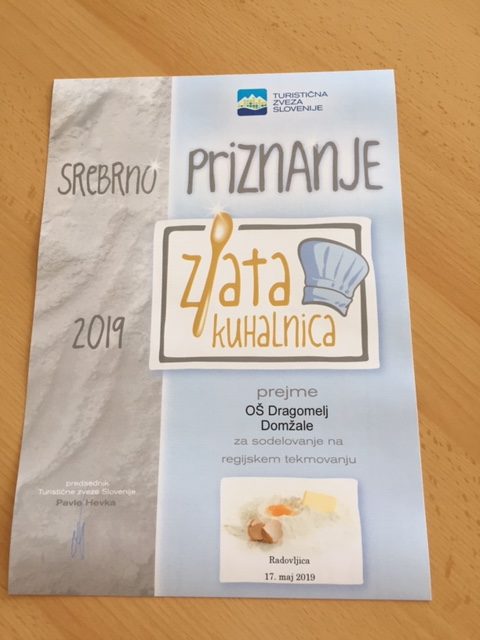 TURISTIČNA
ZVEZA
SLOVENIJE
SREBRNO PRIZNANJE
zlata
kuhalnica
2019
prejme
OŠ Dragomelj
Domžale
za sodelovanje na
regijskem tekmovanju
predsednik
Turistične zveze Slovenije
Pavle Hevka
Radovljica
17. maj 2019